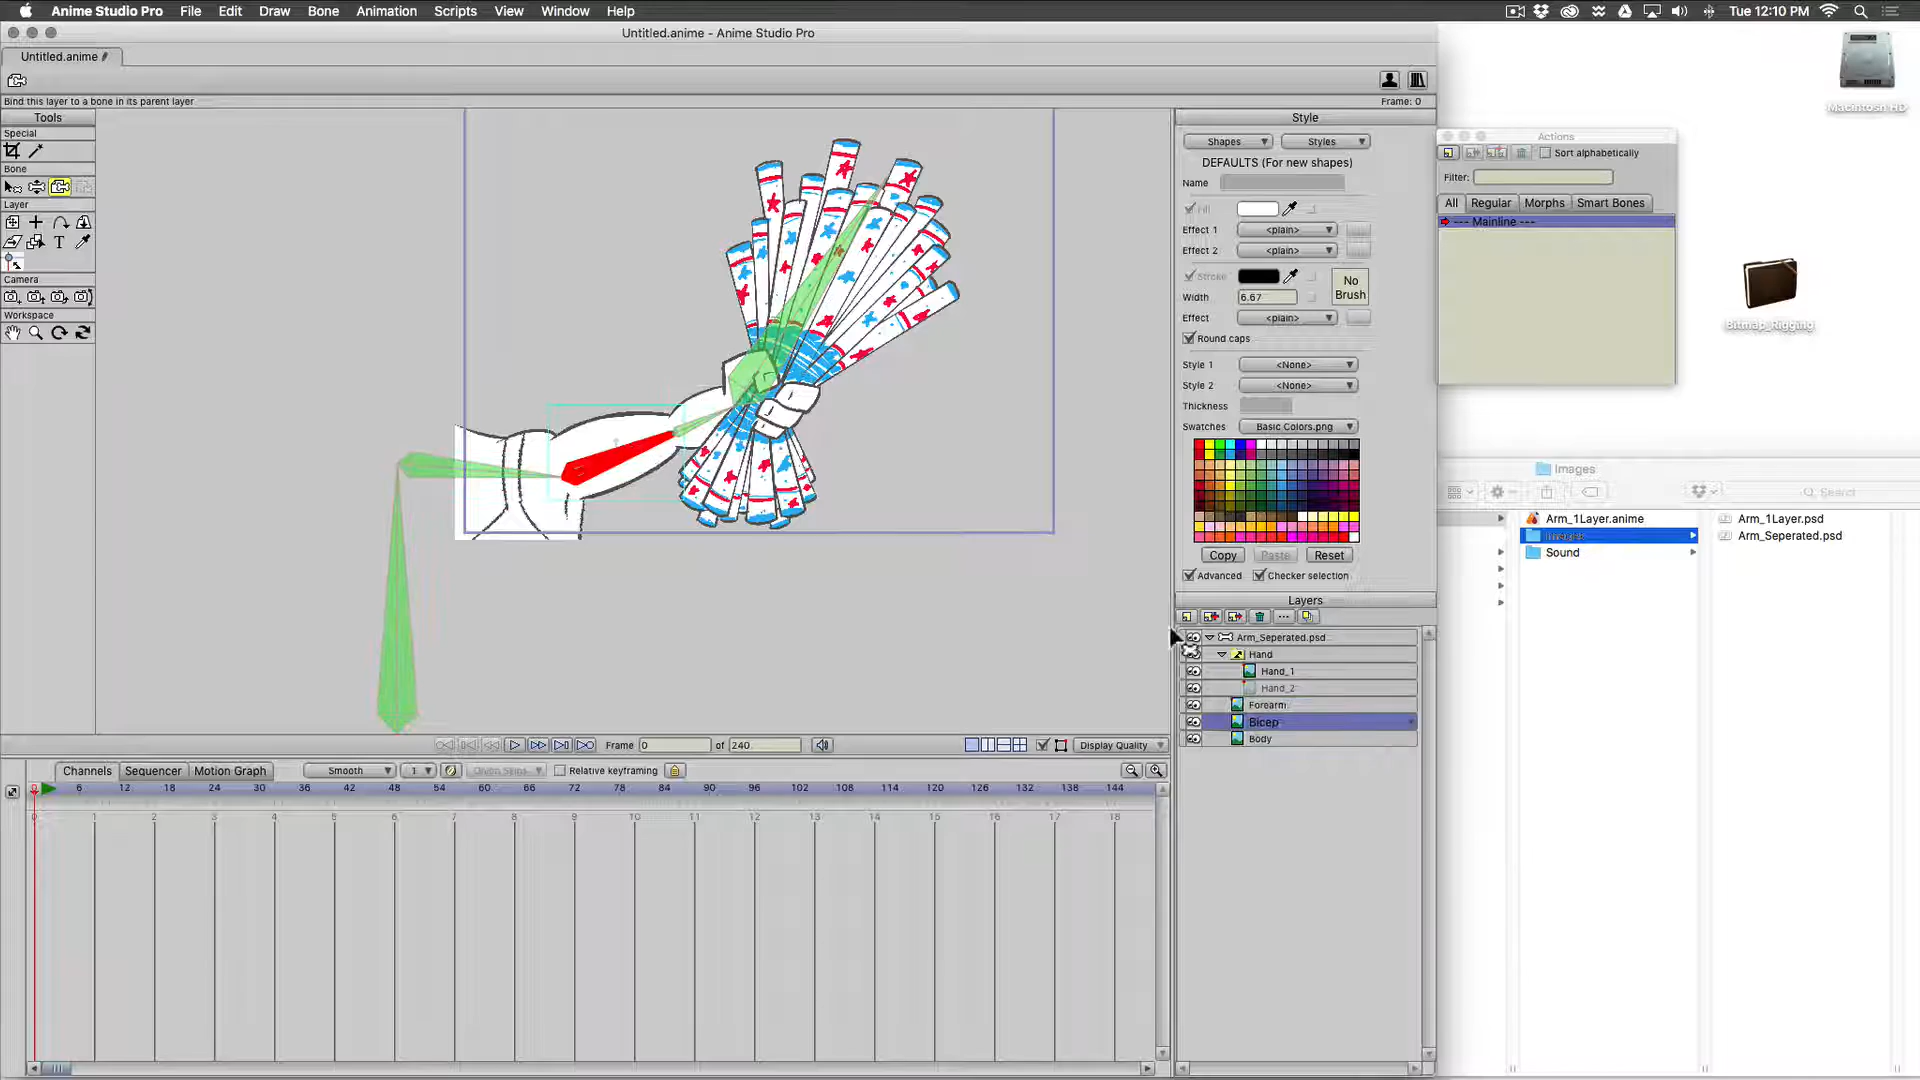 Anime Studio Pro File Edit Draw Bone Animation Scripts View Window Help
Tue 12:10 PM
Untitled.anime - Anime Studio Pro
Untitled.anime
Bind this layer to a bone in its parent layer
Frame: 0
Tools
Special
Bone
Layer
Camera
Workspace
Style
Shapes
Styles
DEFAULTS (For new shapes)
Name
Fill
Effect 1 <plain>
Effect 2 <plain>
Stroke
No
Brush
Width 6.67
Effect <plain>
Round caps
Style 1 <None>
Style 2 <None>
Thickness
Swatches Basic Colors.png
Copy Paste Reset
Advanced Checker selection
Layers
Arm_Seperated.psd
Hand
Hand_1
Hand_2
Forearm
Bicep
Body
Frame 0 of 240
Display Quality
Channels Sequencer Motion Graph
Smooth
1
Onion Skins
Relative keyframing
0 6 12 18 24 30 36 42 48 54 60 66 72 78 84 90 96 102 108 114 120 126 132 138 144
0 1 2 3 4 5 6 7 8 9 10 11 12 13 14 15 16 17 18
Macintosh HD
Actions
Sort alphabetically
Filter:
All Regular Morphs Smart Bones
--- Mainline ---
Bitmap_Rigging
Images
Search
Arm_1Layer.anime
Images
Sound
Arm_1Layer.psd
Arm_Seperated.psd